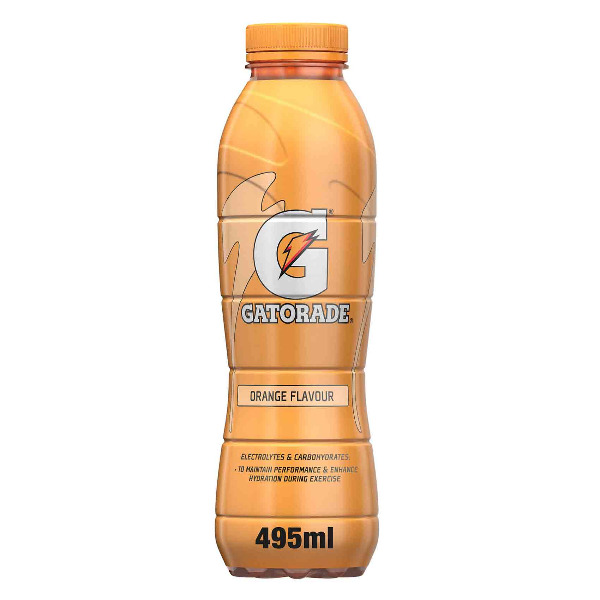 G®
GATORADE®
ORANGE FLAVOUR
ELECTROLYTES & CARBOHYDRATES:
- TO MAINTAIN PERFORMANCE & ENHANCE
HYDRATION DURING EXERCISE
495ml